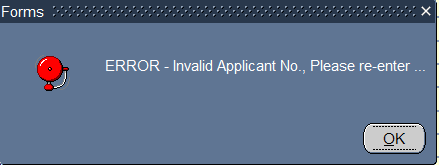 Forms
ERROR - Invalid Applicant No., Please re-enter ...
OK